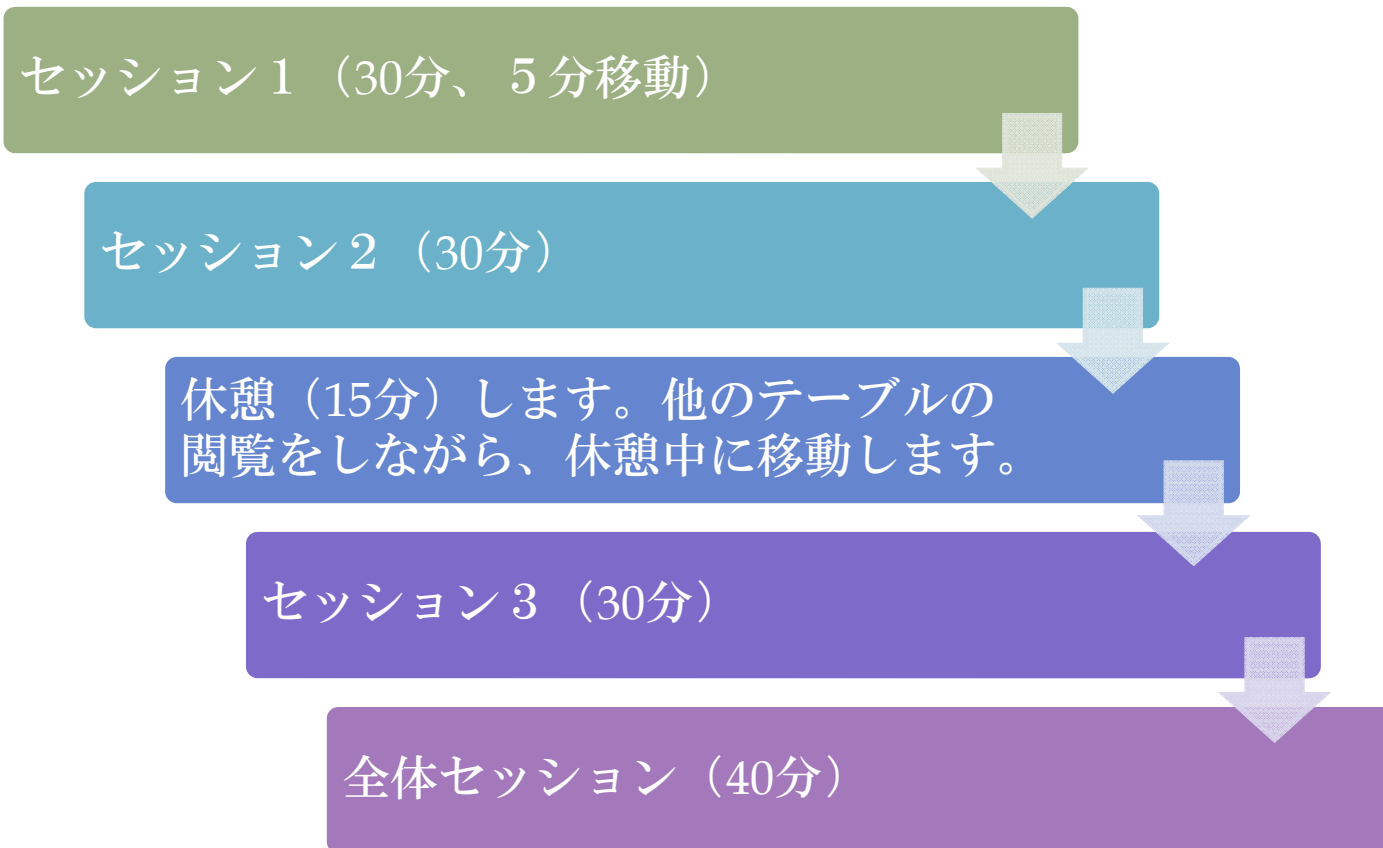 セッション１（30分、５分移動）
セッション２（30分）
休憩（15分）します。他のテーブルの
閲覧をしながら、休憩中に移動します。
セッション３（30分）
全体セッション（40分）